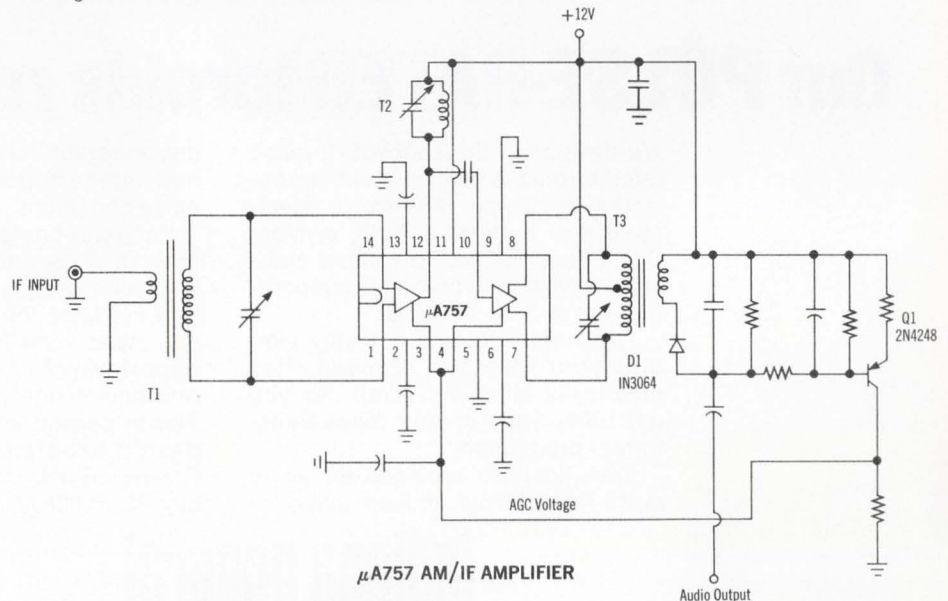 +12V
T2
T3
14 13 12 11 10 9 8
IF INPUT
μA757
Q1
2N4248
1 2 3 4 5 6 7
D1
IN3064
T1
AGC Voltage
μA757 AM/IF AMPLIFIER
Audio Output